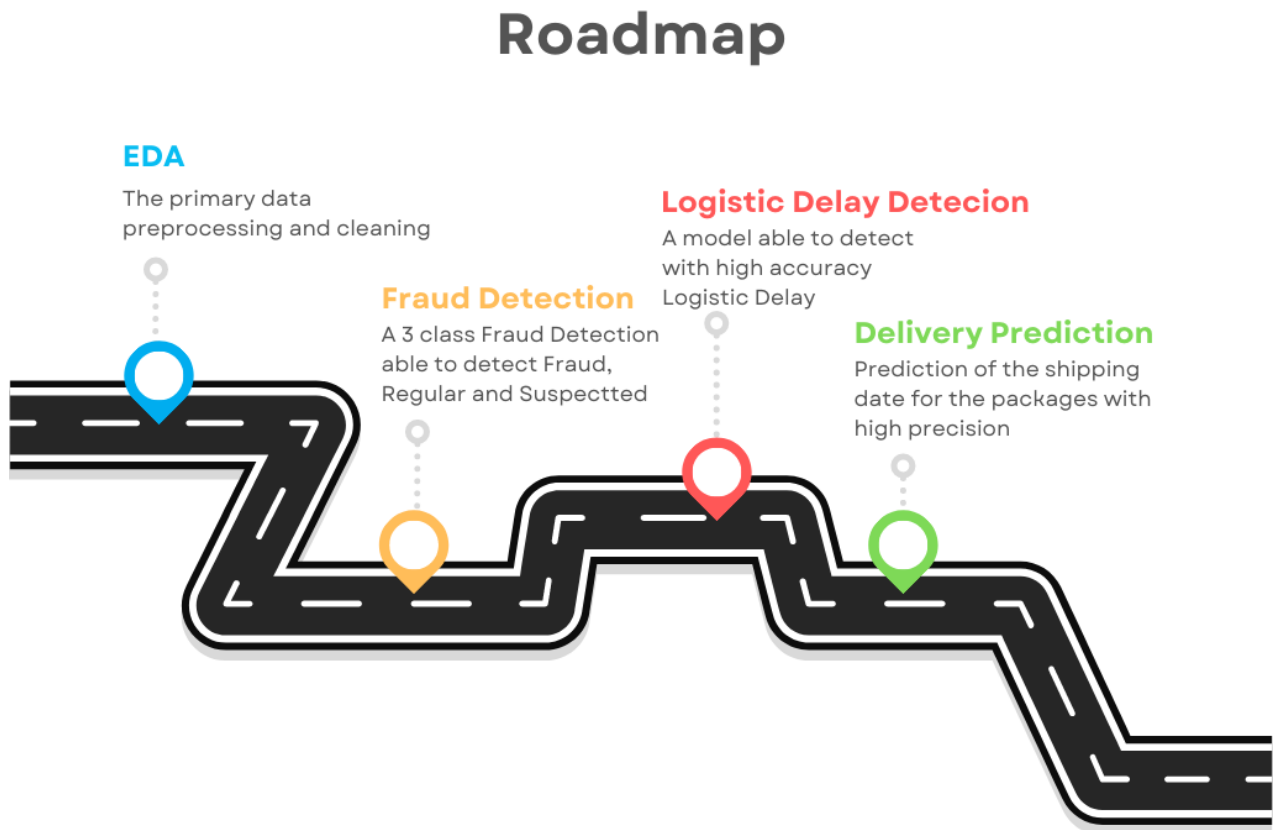 Roadmap
EDA
The primary data
preprocessing and cleaning
Fraud Detection
A 3 class Fraud Detection
able to detect Fraud,
Regular and Suspectted
Logistic Delay Detecion
A model able to detect
with high accuracy
Logistic Delay
Delivery Prediction
Prediction of the shipping
date for the packages with
high precision